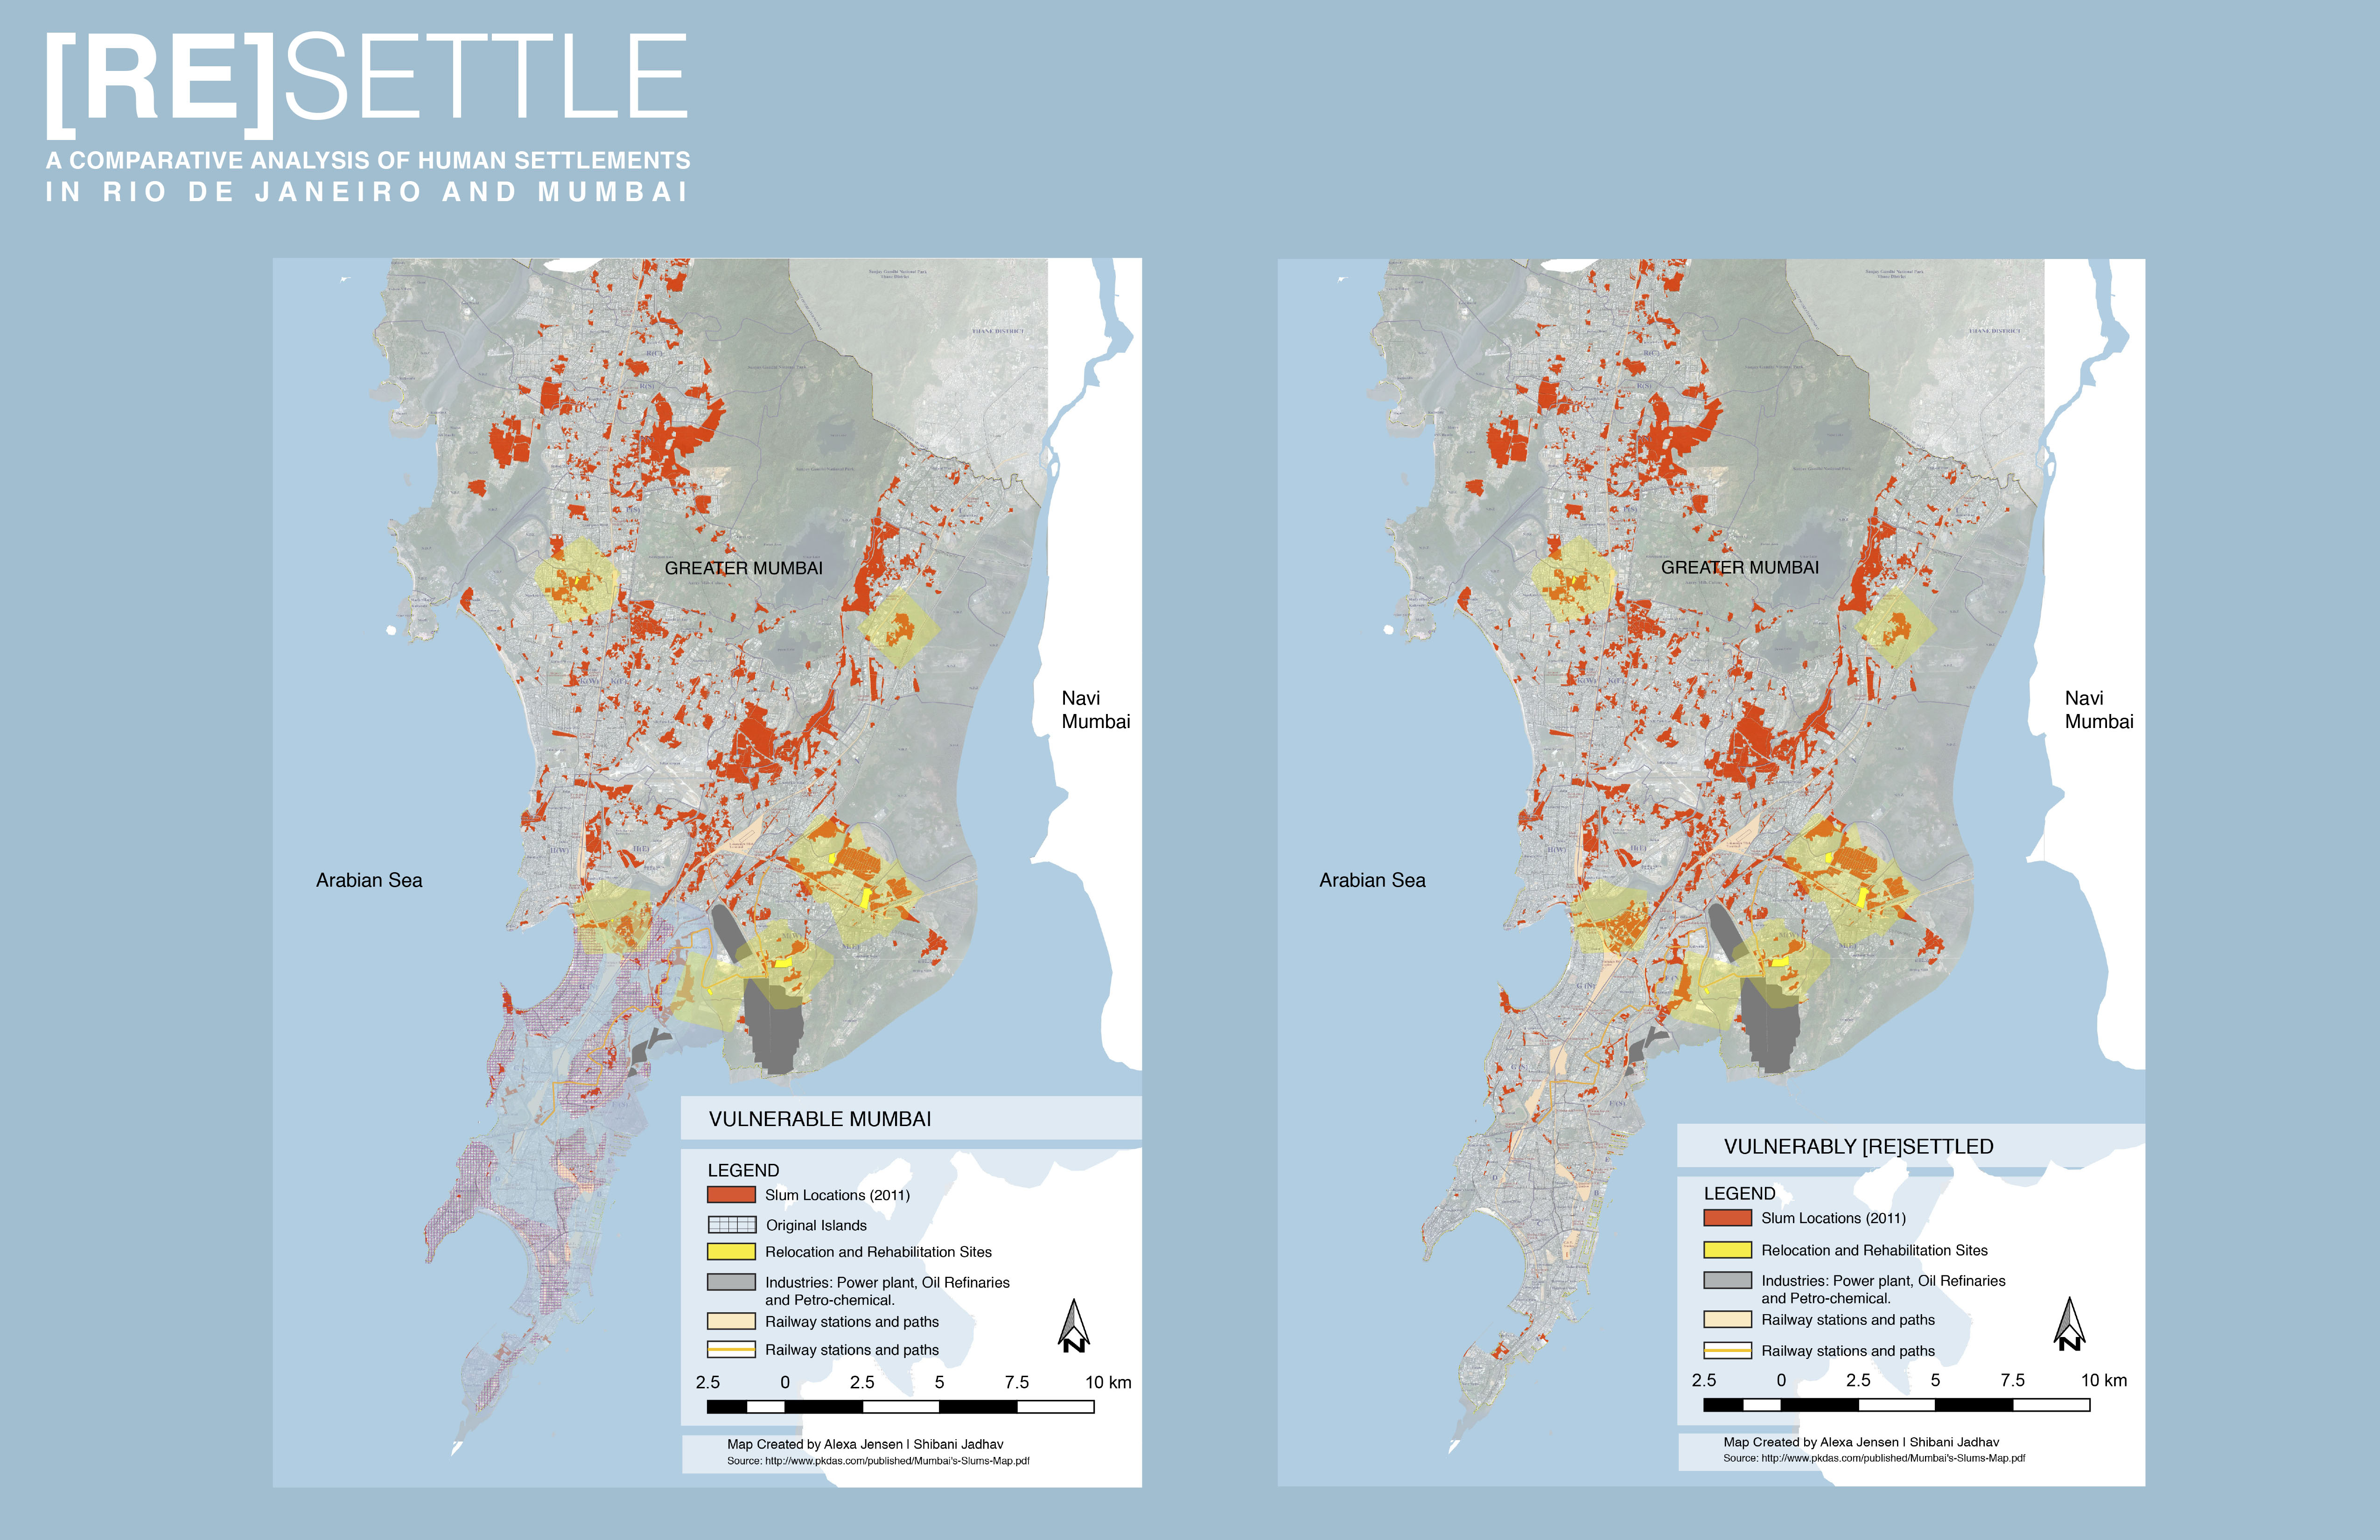 [RE]SETTLE
A COMPARATIVE ANALYSIS OF HUMAN SETTLEMENTS
IN RIO DE JANEIRO AND MUMBAI
THANE DISTRICT
R(C)
R(S)
GREATER MUMBAI
K(W)
Navi
Mumbai
H(W)
H(E)
Arabian Sea
VULNERABLE MUMBAI
LEGEND
Slum Locations (2011)
Original Islands
Relocation and Rehabilitation Sites
Industries: Power plant, Oil Refinaries
and Petro-chemical.
Railway stations and paths
Railway stations and paths
N
2.5 0 2.5 5 7.5 10 km
Map Created by Alexa Jensen | Shibani Jadhav
Source: http://www.pkdas.com/published/Mumbai's-Slums-Map.pdf
THANE DISTRICT
R(C)
R(S)
GREATER MUMBAI
K(W)
Navi
Mumbai
H(W)
H(E)
Arabian Sea
G(N)
VULNERABLY [RE]SETTLED
LEGEND
Slum Locations (2011)
Relocation and Rehabilitation Sites
Industries: Power plant, Oil Refinaries
and Petro-chemical.
Railway stations and paths
Railway stations and paths
N
2.5 0 2.5 5 7.5 10 km
Map Created by Alexa Jensen | Shibani Jadhav
Source: http://www.pkdas.com/published/Mumbai's-Slums-Map.pdf